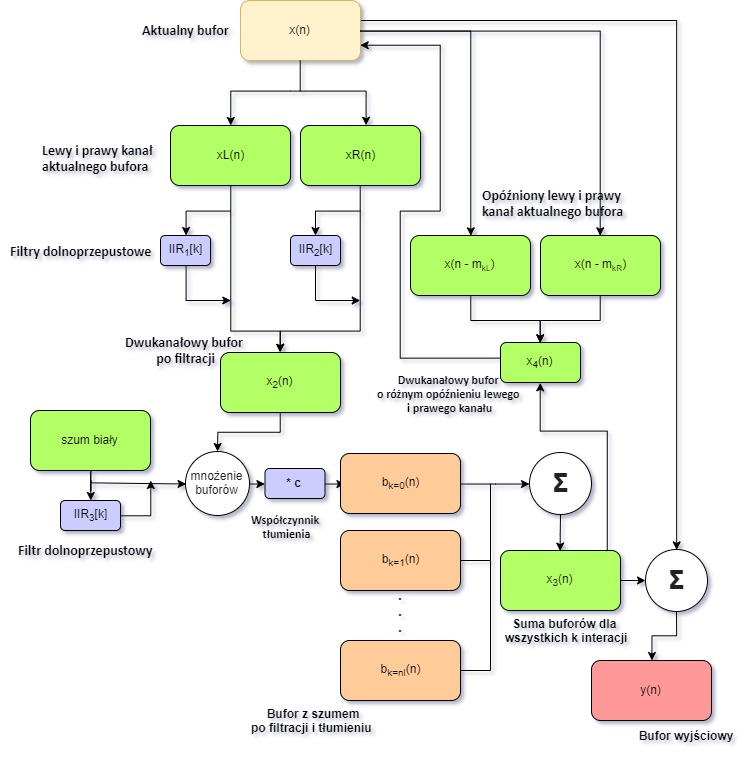 Aktualny bufor
x(n)
Lewy i prawy kanał
aktualnego bufora
xL(n)
xR(n)
Opóźniony lewy i prawy
kanał aktualnego bufora
Filtry dolnoprzepustowe
IIR1[k]
IIR2[k]
x(n - mkL)
x(n - mkR)
Dwukanałowy bufor
po filtracji
x2(n)
x4(n)
Dwukanałowy bufor
o różnym opóźnieniu lewego
i prawego kanału
szum biały
mnożenie
buforów
* c
bk=0(n)
Σ
IIR3[k]
Współczynnik
tłumienia
Filtr dolnoprzepustowy
bk=1(n)
x3(n)
Σ
Suma buforów dla
wszystkich k interacji
bk=nl(n)
y(n)
Bufor z szumem
po filtracji i tłumieniu
Bufor wyjściowy